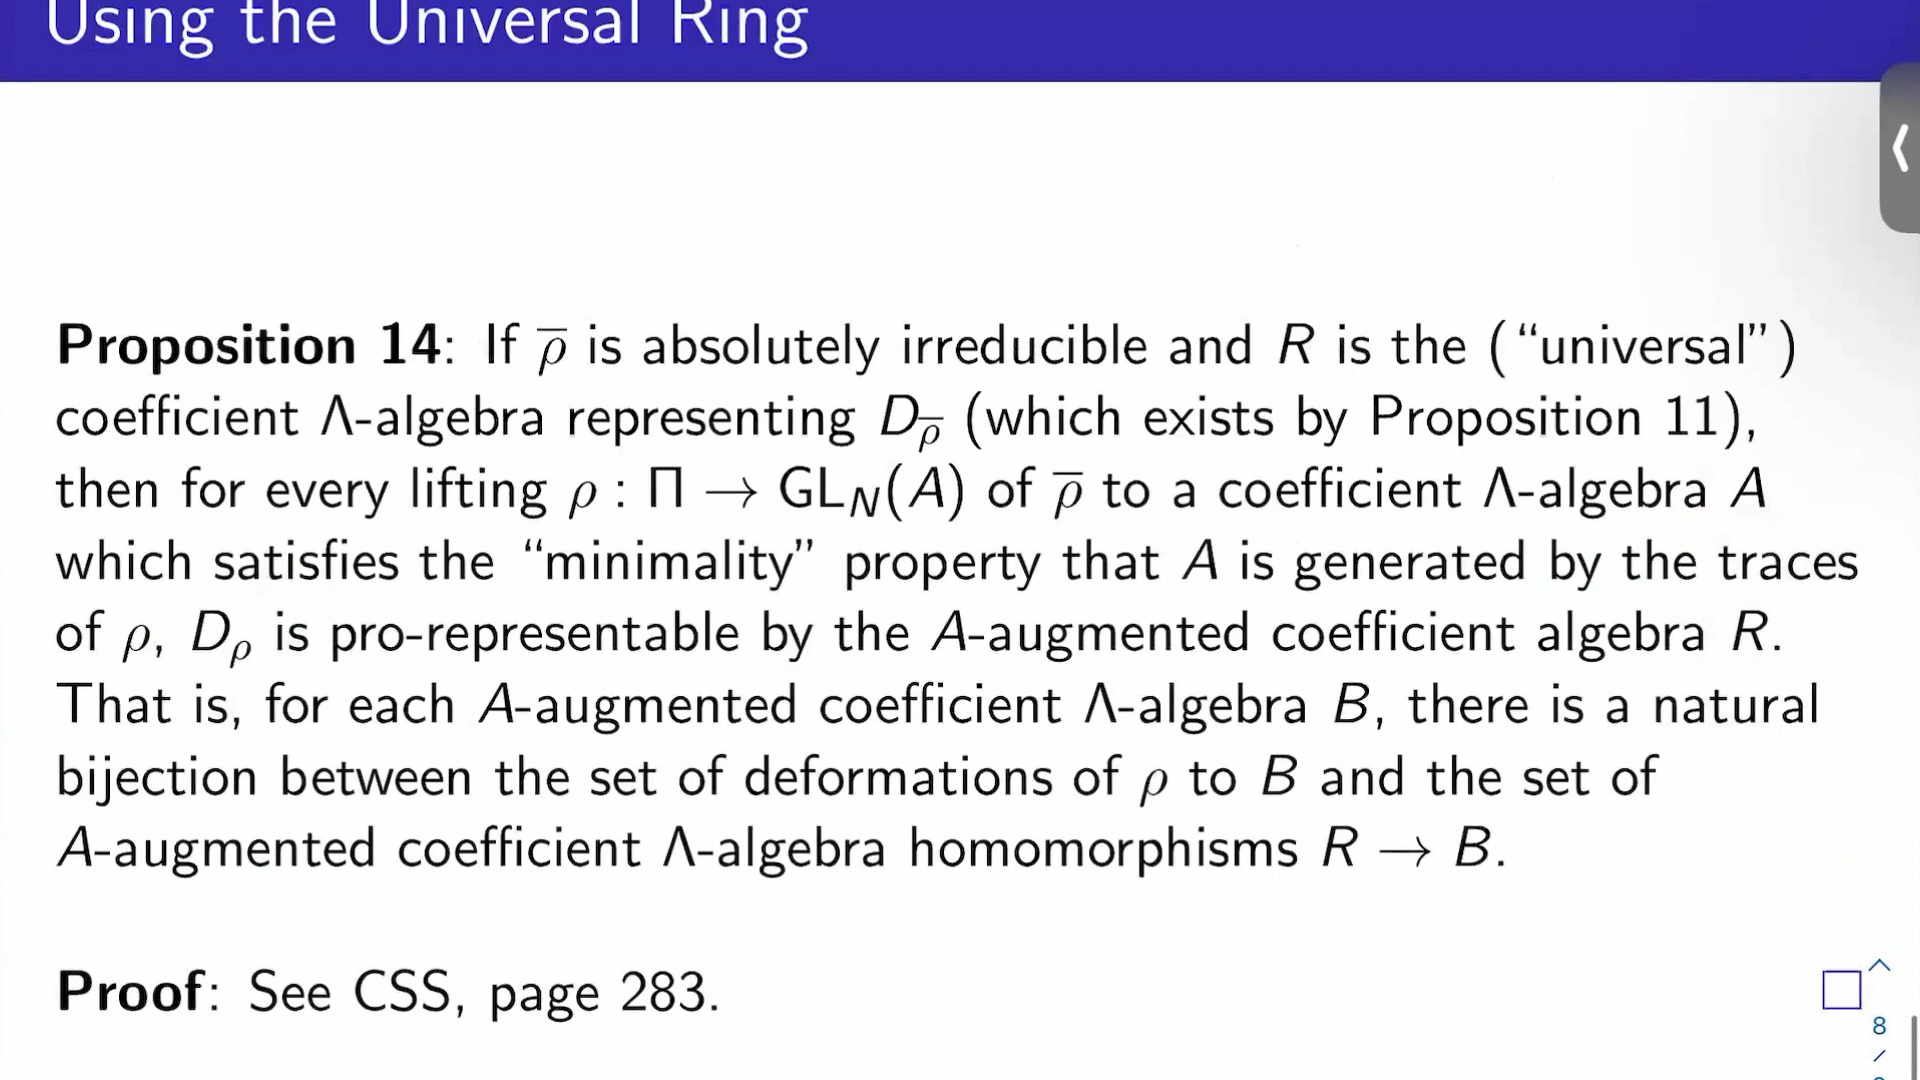 Using the Universal Ring
Proposition 14: If ρ̅ is absolutely irreducible and R is the (“universal”)
coefficient Λ-algebra representing D_ρ̅ (which exists by Proposition 11),
then for every lifting ρ : Π → GL_N(A) of ρ̅ to a coefficient Λ-algebra A
which satisfies the “minimality” property that A is generated by the traces
of ρ, D_ρ is pro-representable by the A-augmented coefficient algebra R.
That is, for each A-augmented coefficient Λ-algebra B, there is a natural
bijection between the set of deformations of ρ to B and the set of
A-augmented coefficient Λ-algebra homomorphisms R → B.
Proof: See CSS, page 283. □
8
/